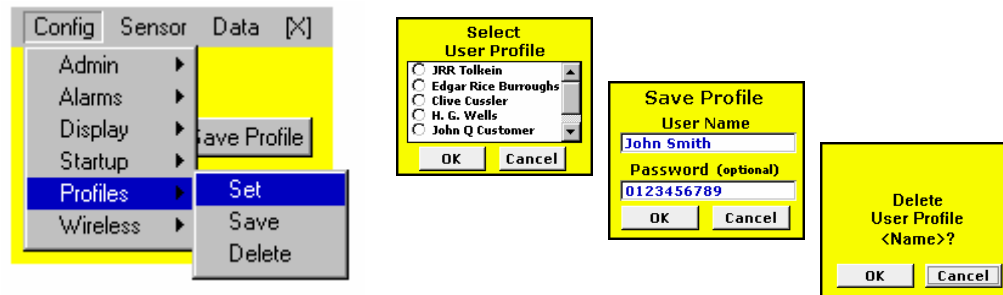 Config Sensor Data [X]
Admin
Alarms
Display
Startup
Profiles
Wireless
Save Profile
Set
Save
Delete
Select
User Profile
JRR Tolkein
Edgar Rice Burroughs
Clive Cussler
H. G. Wells
John Q Customer
OK Cancel
Save Profile
User Name
John Smith
Password (optional)
0123456789
OK Cancel
Delete
User Profile
<Name>?
OK Cancel